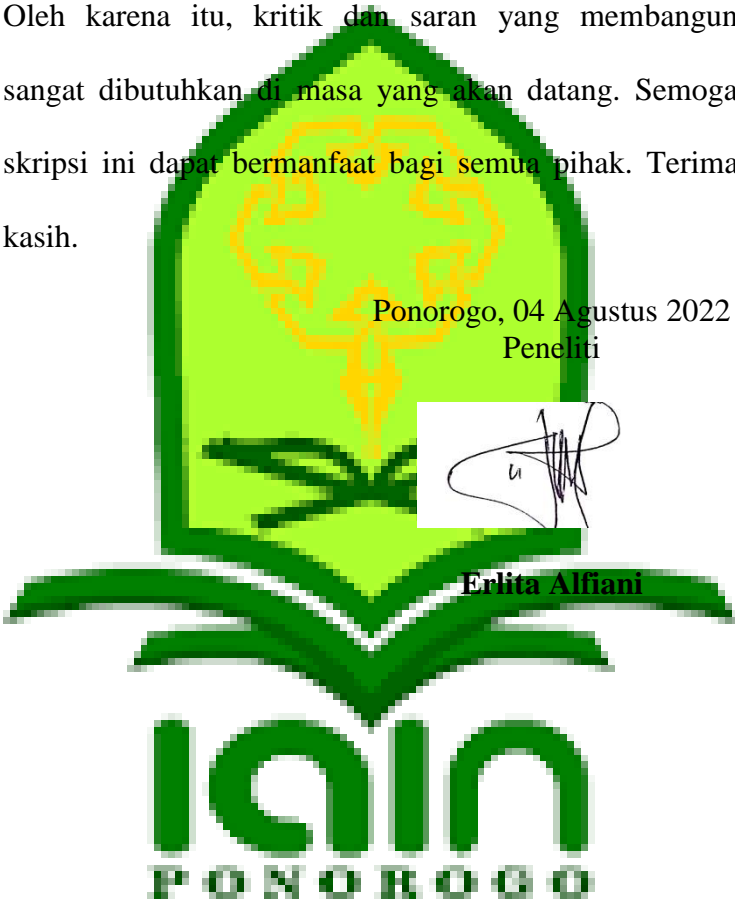 Oleh karena itu, kritik dan saran yang membangun
sangat dibutuhkan di masa yang akan datang. Semoga
skripsi ini dapat bermanfaat bagi semua pihak. Terima
kasih.
Ponorogo, 04 Agustus 2022
Peneliti
Erlita Alfiani
iain
PONOROGO